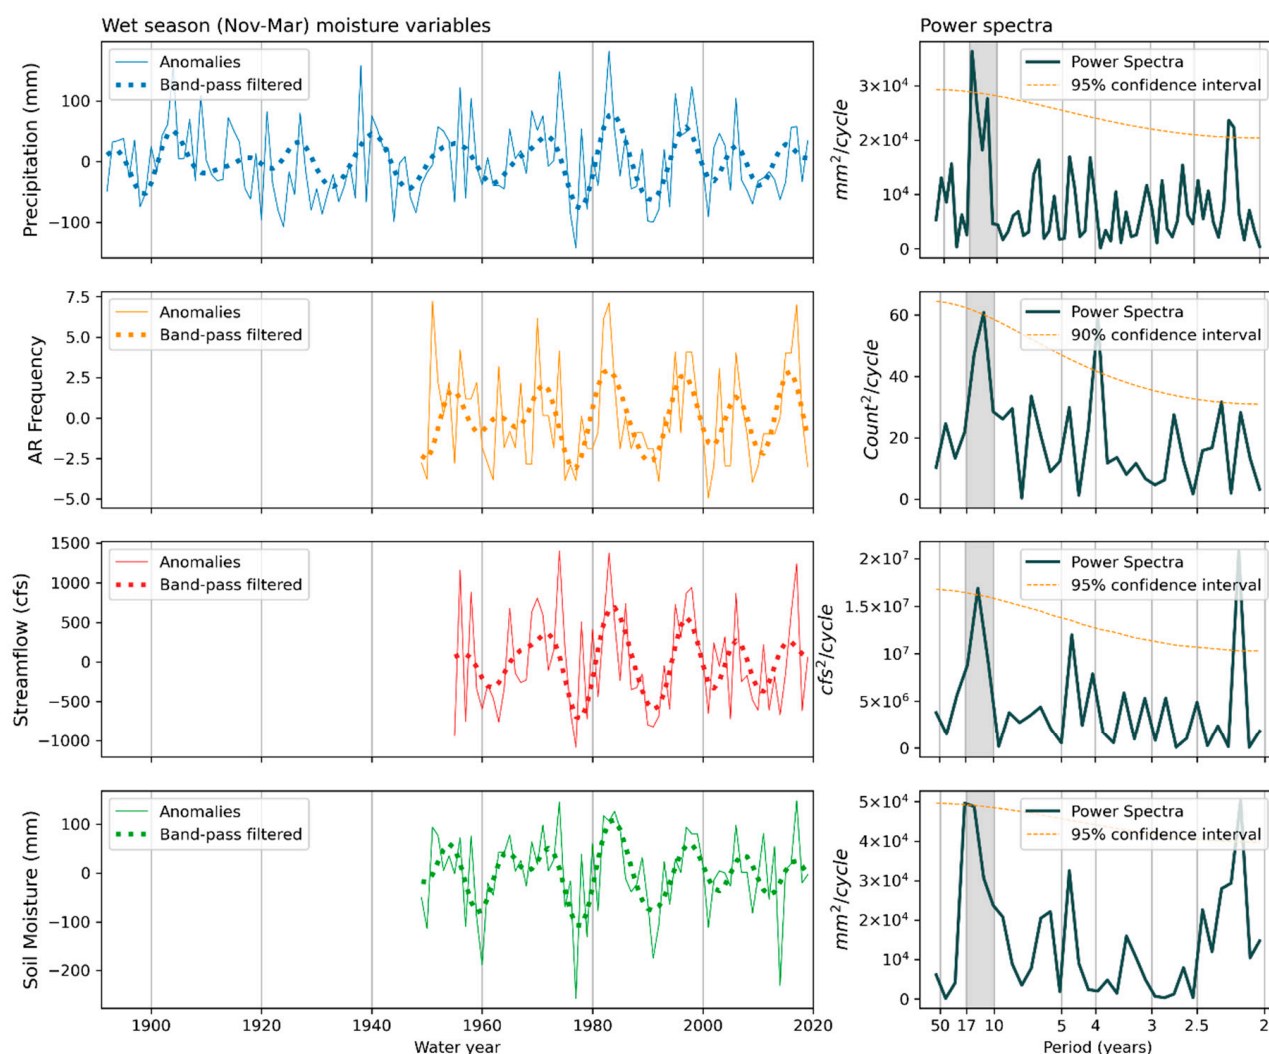 Wet season (Nov-Mar) moisture variables
Power spectra
Precipitation (mm)
100
0
−100
Anomalies
Band-pass filtered
mm²/cycle
3×10⁴
2×10⁴
10⁴
0
Power Spectra
95% confidence interval
AR Frequency
7.5
5.0
2.5
0.0
−2.5
−5.0
Anomalies
Band-pass filtered
Count²/cycle
60
40
20
0
Power Spectra
90% confidence interval
Streamflow (cfs)
1500
1000
500
0
−500
−1000
Anomalies
Band-pass filtered
cfs²/cycle
2×10⁷
1.5×10⁷
10⁷
5×10⁶
0
Power Spectra
95% confidence interval
Soil Moisture (mm)
100
0
−100
−200
Anomalies
Band-pass filtered
mm²/cycle
5×10⁴
4×10⁴
3×10⁴
2×10⁴
10⁴
0
Power Spectra
95% confidence interval
1900 1920 1940 1960 1980 2000 2020
Water year
50 17 10 5 4 3 2.5 2
Period (years)